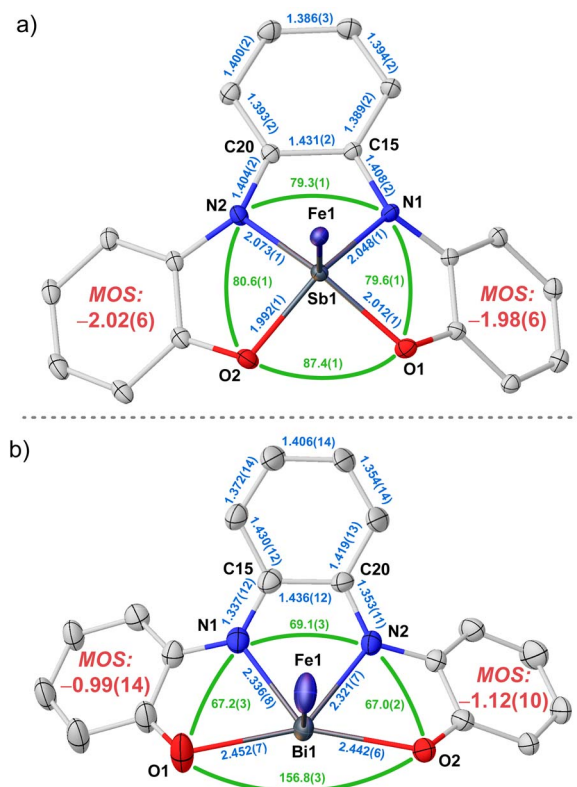 a)
1.386(3)
1.400(2)
1.394(2)
1.393(2)
1.389(2)
1.431(2)
C20
C15
1.404(2)
1.408(2)
79.3(1)
N2
N1
Fe1
2.073(1)
2.048(1)
80.6(1)
79.6(1)
MOS:
–2.02(6)
MOS:
–1.98(6)
Sb1
1.992(1)
2.012(1)
O2
O1
87.4(1)
b)
1.406(14)
1.372(14)
1.354(14)
1.430(12)
1.419(13)
C15
C20
1.436(12)
1.337(12)
1.353(11)
N1
N2
69.1(3)
Fe1
MOS:
–0.99(14)
MOS:
–1.12(10)
67.2(3)
67.0(2)
2.336(8)
2.321(7)
2.452(7)
2.442(6)
Bi1
O1
O2
156.8(3)